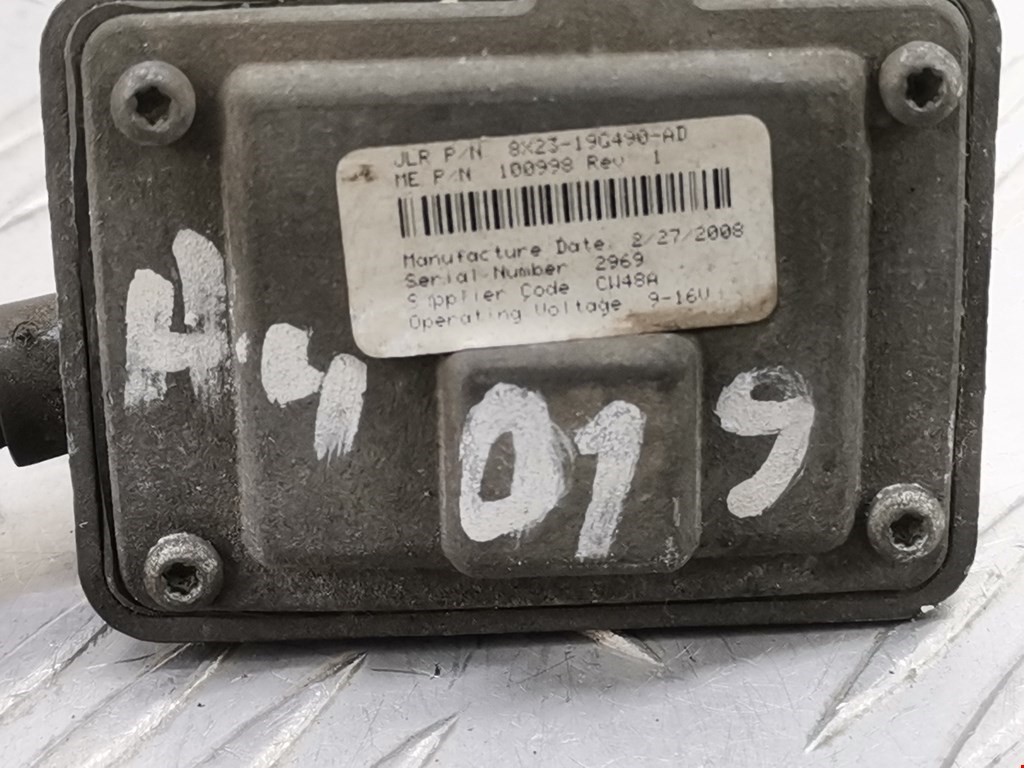 JLR P/N 8X23-19G490-AD
ME P/N 100998 Rev 1
Manufacture Date 2/27/2008
Serial Number 2969
Supplier Code CW48A
Operating Voltage 9-16V
019